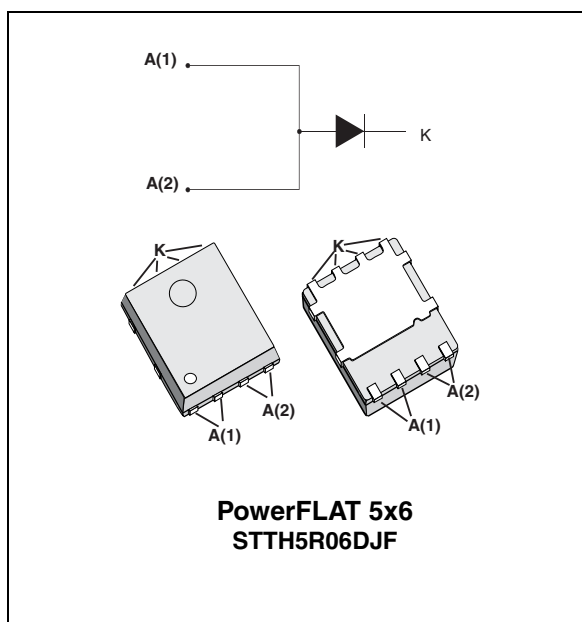 A(1)
K
A(2)
K
K
A(2)
A(1)
A(2)
A(1)
PowerFLAT 5x6
STTH5R06DJF